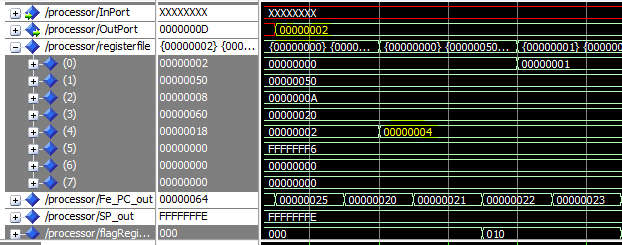 /processor/InPort XXXXXXXX XXXXXXXX
/processor/OutPort 0000000D 00000002
/processor/registerfile {00000002} {000... {00000000} {0000... {00000000} {00000050... {00000001} {00000
(0) 00000002 00000000 00000001
(1) 00000050 00000050
(2) 00000008 0000000A
(3) 00000060 00000020
(4) 00000018 00000002 00000004
(5) 00000000 FFFFFFF6
(6) 00000000 00000000
(7) 00000000 00000000
/processor/Fe_PC_out 00000064 00000025 00000020 00000021 00000022 00000023
/processor/SP_out FFFFFFFE FFFFFFFE
/processor/flagRegi... 000 000 010